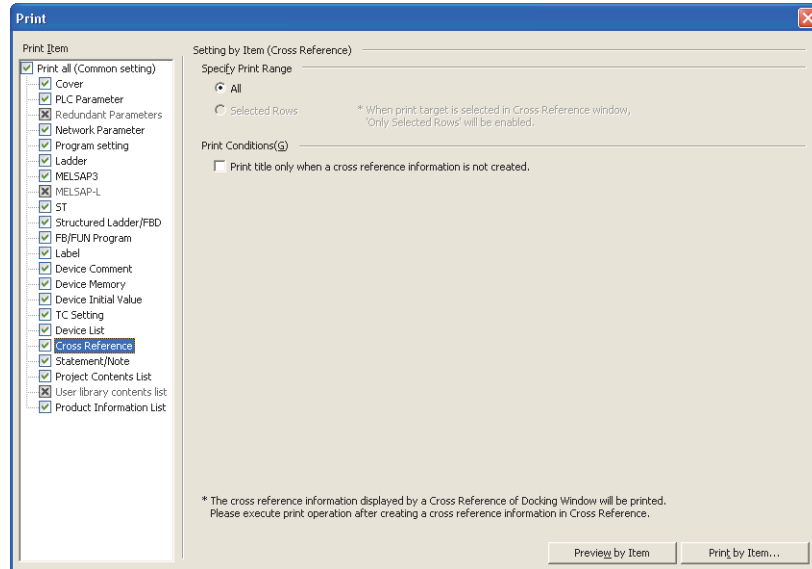 Print
Print Item
Print all (Common setting)
Cover
PLC Parameter
Redundant Parameters
Network Parameter
Program setting
Ladder
MELSAP3
MELSAP-L
ST
Structured Ladder/FBD
FB/FUN Program
Label
Device Comment
Device Memory
Device Initial Value
TC Setting
Device List
Cross Reference
Statement/Note
Project Contents List
User library contents list
Product Information List
Setting by Item (Cross Reference)
Specify Print Range
All
Selected Rows
* When print target is selected in Cross Reference window,
'Only Selected Rows' will be enabled.
Print Conditions(G)
Print title only when a cross reference information is not created.
* The cross reference information displayed by a Cross Reference of Docking Window will be printed.
Please execute print operation after creating a cross reference information in Cross Reference.
Preview by Item
Print by Item...